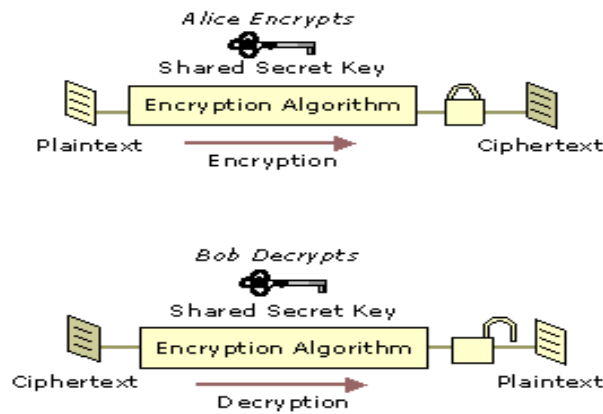 Alice Encrypts
Shared Secret Key
Encryption Algorithm
Plaintext
Ciphertext
Encryption
Bob Decrypts
Shared Secret Key
Encryption Algorithm
Ciphertext
Plaintext
Decryption